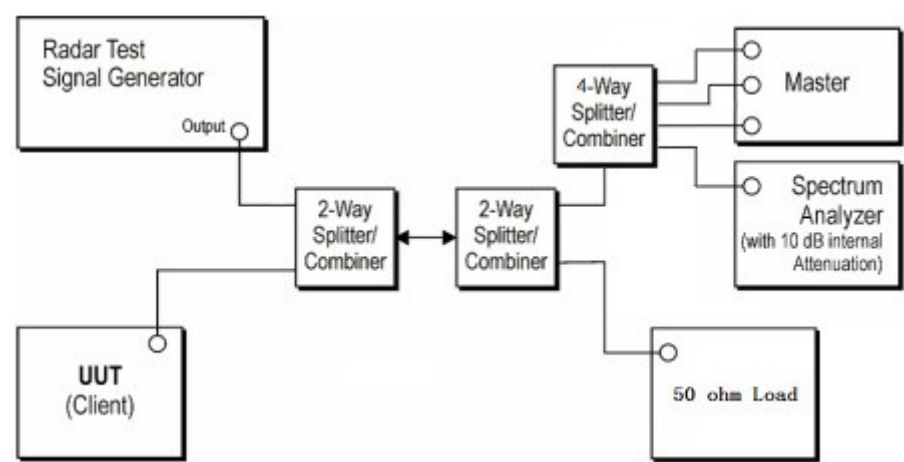 Radar Test
Signal Generator
Output
4-Way
Splitter/
Combiner
Master
2-Way
Splitter/
Combiner
2-Way
Splitter/
Combiner
Spectrum
Analyzer
(with 10 dB internal
Attenuation)
UUT
(Client)
50 ohm Load